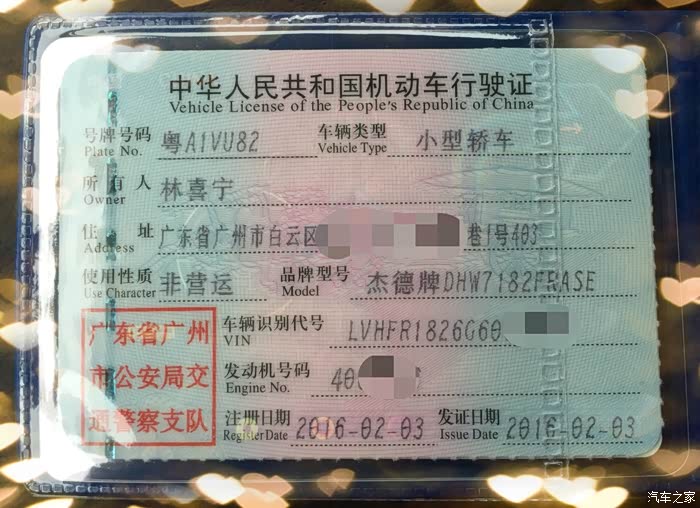 中华人民共和国机动车行驶证
Vehicle License of the People's Republic of China
号牌号码 粤A1VU82 车辆类型 小型轿车
Plate No. Vehicle Type
所有人 林喜宁
Owner
住址 广东省广州市白云区 巷1号403
Address
使用性质 非营运 品牌型号 杰德牌DHW7182FRASE
Use Character Model
广东省广州
市公安局交
通警察支队
车辆识别代号 LVHFR1826G60
VIN
发动机号码 40
Engine No.
注册日期 2016-02-03 发证日期 2016-02-03
Register Date Issue Date
汽车之家